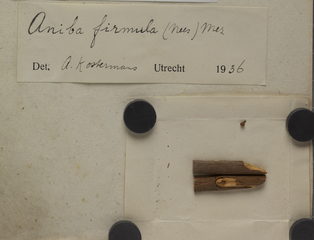 Aniba firmula (Nees) Mez
Det. A. Kostermans Utrecht 1936